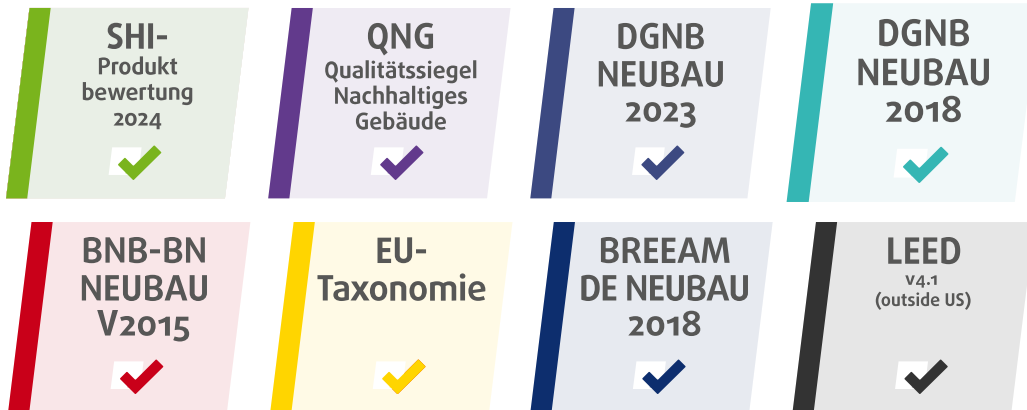 SHI-
Produkt
bewertung
2024
QNG
Qualitätssiegel
Nachhaltiges
Gebäude
DGNB
NEUBAU
2023
DGNB
NEUBAU
2018
BNB-BN
NEUBAU
V2015
EU-
Taxonomie
BREEAM
DE NEUBAU
2018
LEED
v4.1
(outside US)